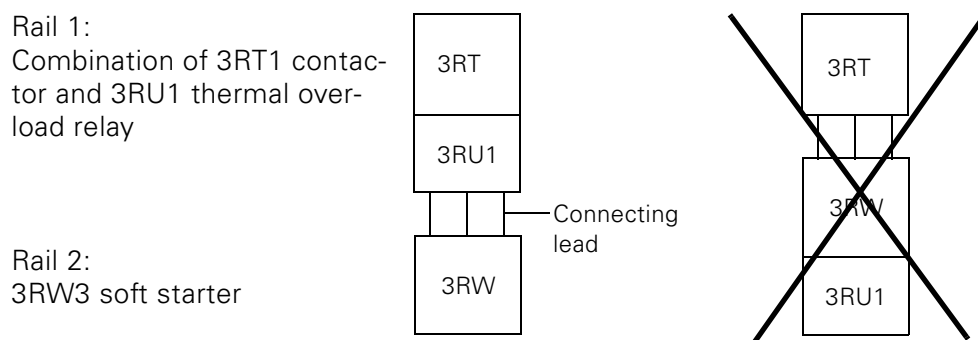 Rail 1:
Combination of 3RT1 contac-
tor and 3RU1 thermal over-
load relay
Rail 2:
3RW3 soft starter
3RT
3RU1
Connecting
lead
3RW
3RT
3RW
3RU1